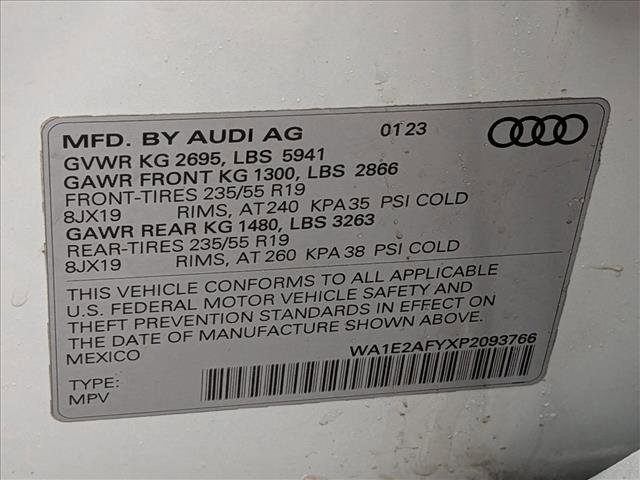 MFD. BY AUDI AG 01 23
GVWR KG 2695, LBS 5941
GAWR FRONT KG 1300, LBS 2866
FRONT-TIRES 235/55 R19
8JX19 RIMS, AT 240 KPA 35 PSI COLD
GAWR REAR KG 1480, LBS 3263
REAR-TIRES 235/55 R19
8JX19 RIMS, AT 260 KPA 38 PSI COLD
THIS VEHICLE CONFORMS TO ALL APPLICABLE
U.S. FEDERAL MOTOR VEHICLE SAFETY AND
THEFT PREVENTION STANDARDS IN EFFECT ON
THE DATE OF MANUFACTURE SHOWN ABOVE.
MEXICO WA1E2AFYXP2093766
TYPE:
MPV